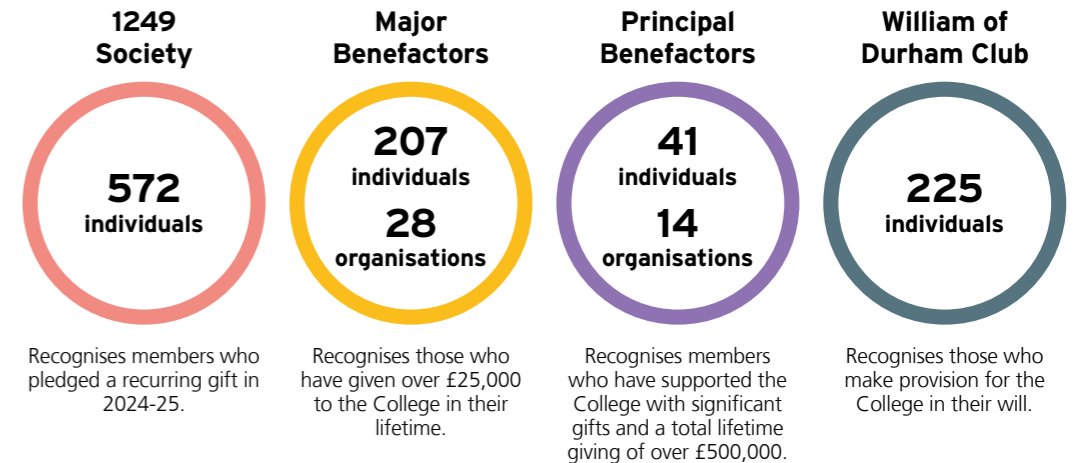 1249
Society
572
individuals
Recognises members who
pledged a recurring gift in
2024-25.
Major
Benefactors
207
individuals
28
organisations
Recognises those who
have given over £25,000
to the College in their
lifetime.
Principal
Benefactors
41
individuals
14
organisations
Recognises members
who have supported the
College with significant
gifts and a total lifetime
giving of over £500,000.
William of
Durham Club
225
individuals
Recognises those who
make provision for the
College in their will.